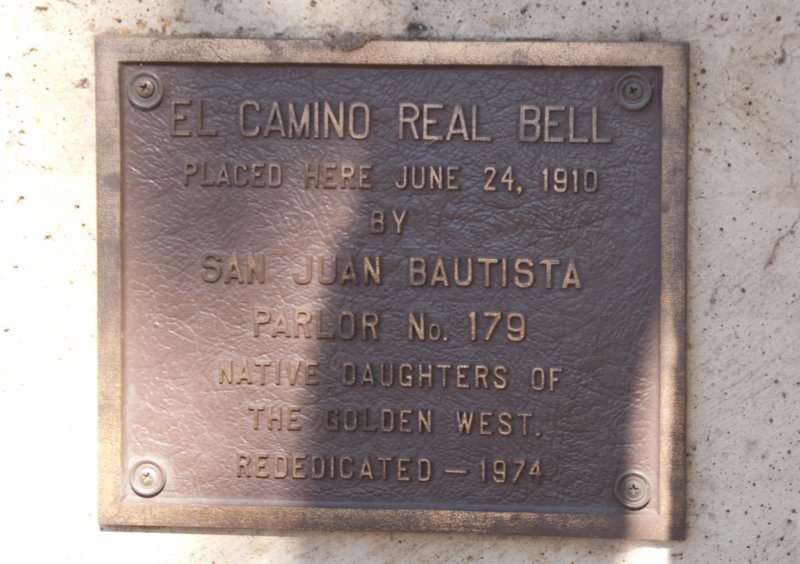 EL CAMINO REAL BELL
PLACED HERE JUNE 24, 1910
BY
SAN JUAN BAUTISTA
PARLOR No. 179
NATIVE DAUGHTERS OF
THE GOLDEN WEST.
REDEDICATED — 1974